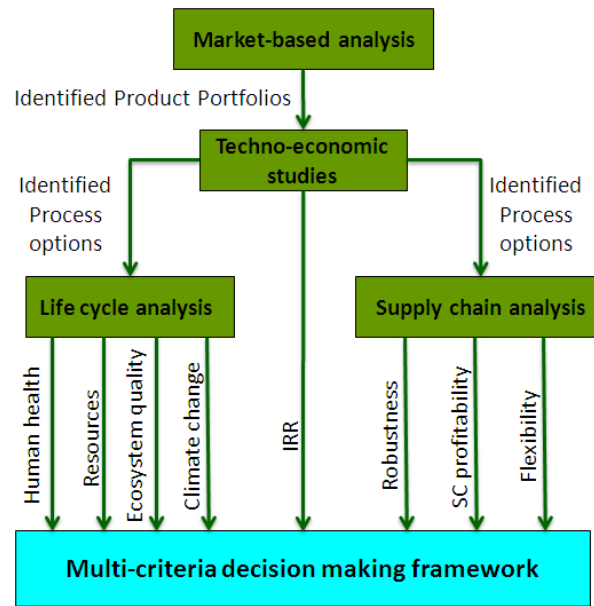 Market-based analysis
Identified Product Portfolios
Techno-economic
studies
Identified
Process
options
Identified
Process
options
Life cycle analysis
Supply chain analysis
Human health
Resources
Ecosystem quality
Climate change
IRR
Robustness
SC profitability
Flexibility
Multi-criteria decision making framework